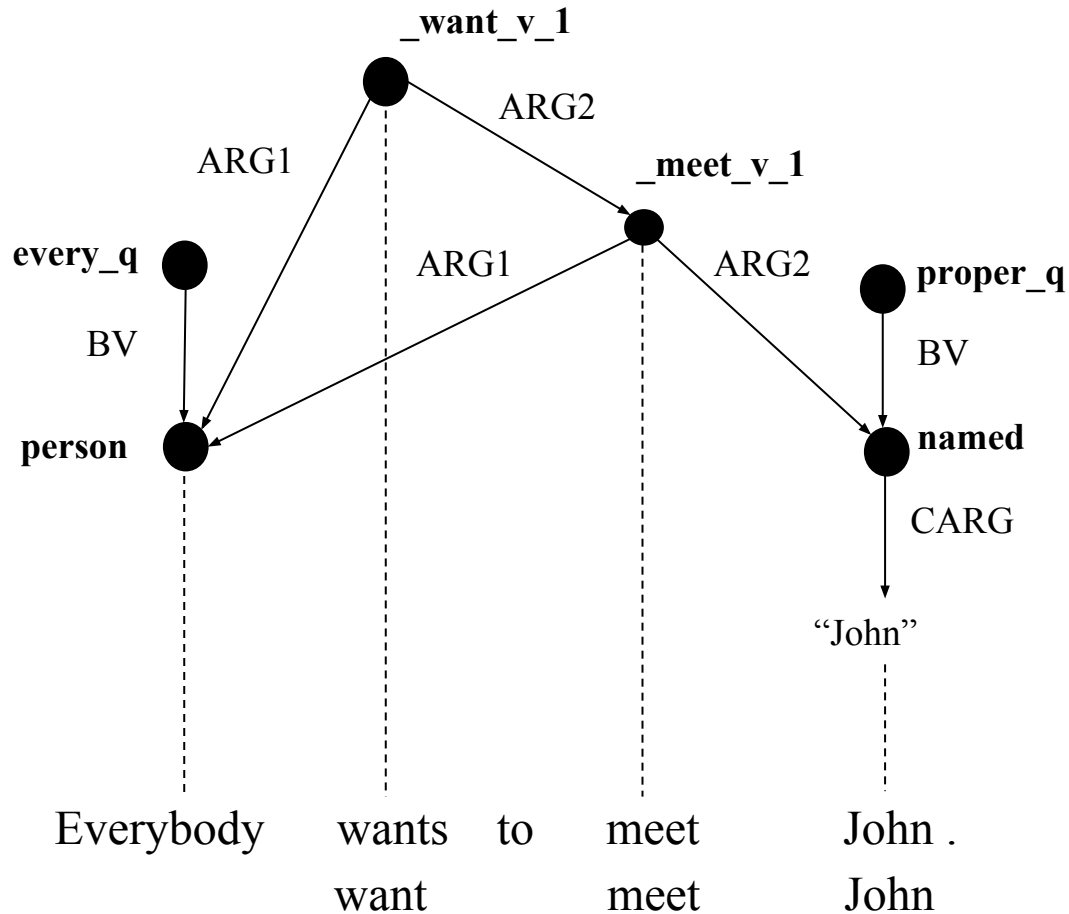 _want_v_1
ARG2
ARG1
_meet_v_1
every_q
ARG1
ARG2
proper_q
BV
BV
person
named
CARG
“John”
Everybody wants to meet John .
want meet John